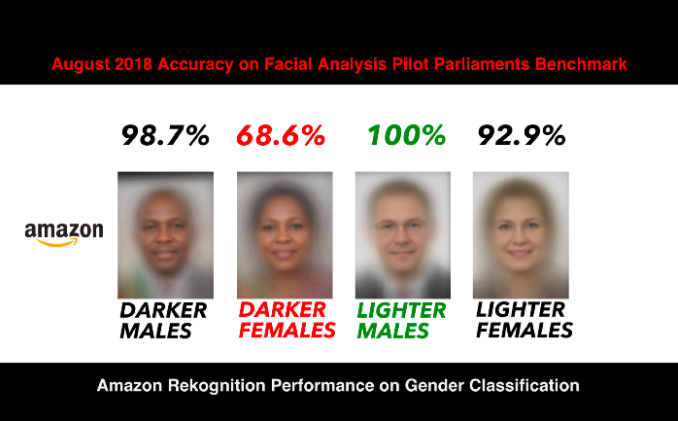 August 2018 Accuracy on Facial Analysis Pilot Parliaments Benchmark
98.7% 68.6% 100% 92.9%
amazon
DARKER MALES
DARKER FEMALES
LIGHTER MALES
LIGHTER FEMALES
Amazon Rekognition Performance on Gender Classification